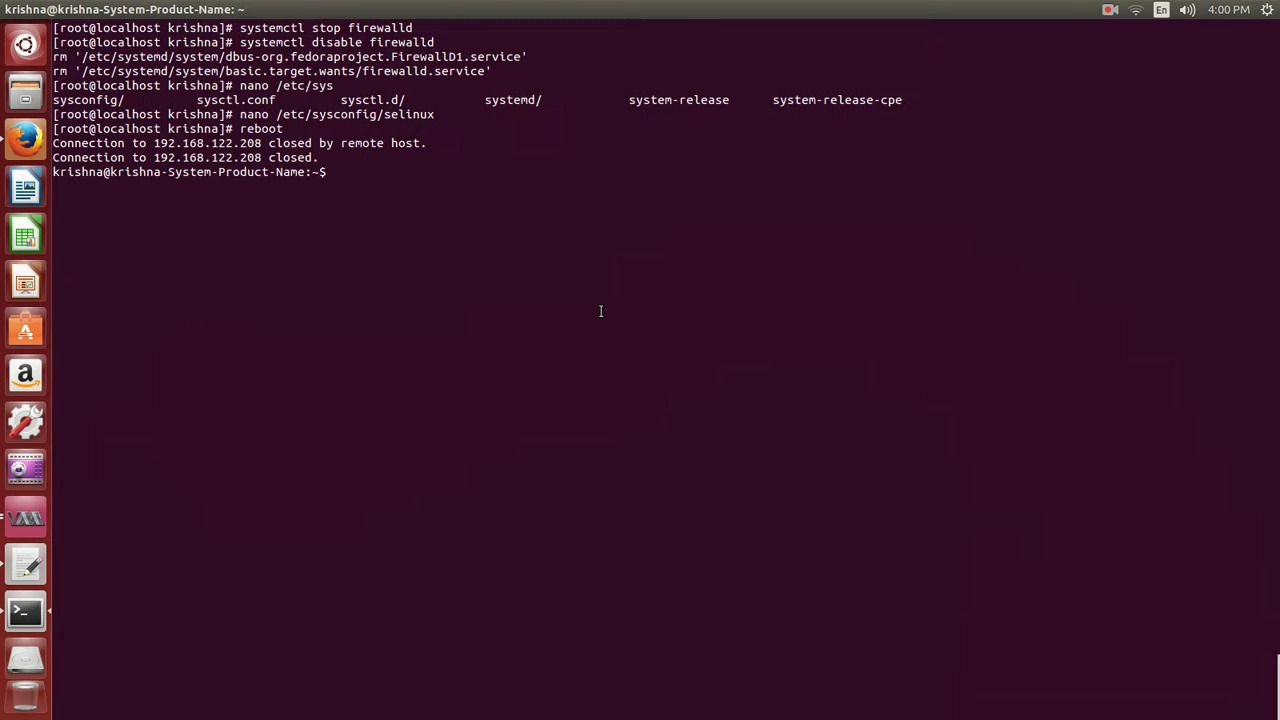 krishna@krishna-System-Product-Name: ~
En
4:00 PM
[root@localhost krishna]# systemctl stop firewalld
[root@localhost krishna]# systemctl disable firewalld
rm '/etc/systemd/system/dbus-org.fedoraproject.FirewallD1.service'
rm '/etc/systemd/system/basic.target.wants/firewalld.service'
[root@localhost krishna]# nano /etc/sys
sysconfig/ sysctl.conf sysctl.d/ systemd/ system-release system-release-cpe
[root@localhost krishna]# nano /etc/sysconfig/selinux
[root@localhost krishna]# reboot
Connection to 192.168.122.208 closed by remote host.
Connection to 192.168.122.208 closed.
krishna@krishna-System-Product-Name:~$